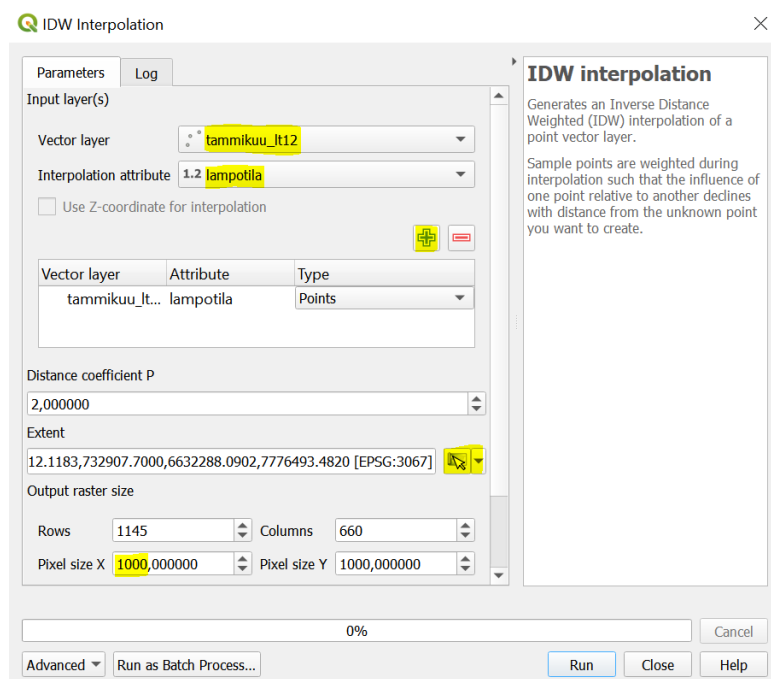 IDW Interpolation
Parameters
Log
Input layer(s)
Vector layer
tammikuu_lt12
Interpolation attribute
1.2 lampotila
Use Z-coordinate for interpolation
Vector layer Attribute Type
tammikuu_lt... lampotila Points
Distance coefficient P
2,000000
Extent
12.1183,732907.7000,6632288.0902,7776493.4820 [EPSG:3067]
Output raster size
Rows 1145 Columns 660
Pixel size X 1000,000000 Pixel size Y 1000,000000
IDW interpolation
Generates an Inverse Distance
Weighted (IDW) interpolation of a
point vector layer.
Sample points are weighted during
interpolation such that the influence of
one point relative to another declines
with distance from the unknown point
you want to create.
0%
Cancel
Advanced
Run as Batch Process...
Run
Close
Help